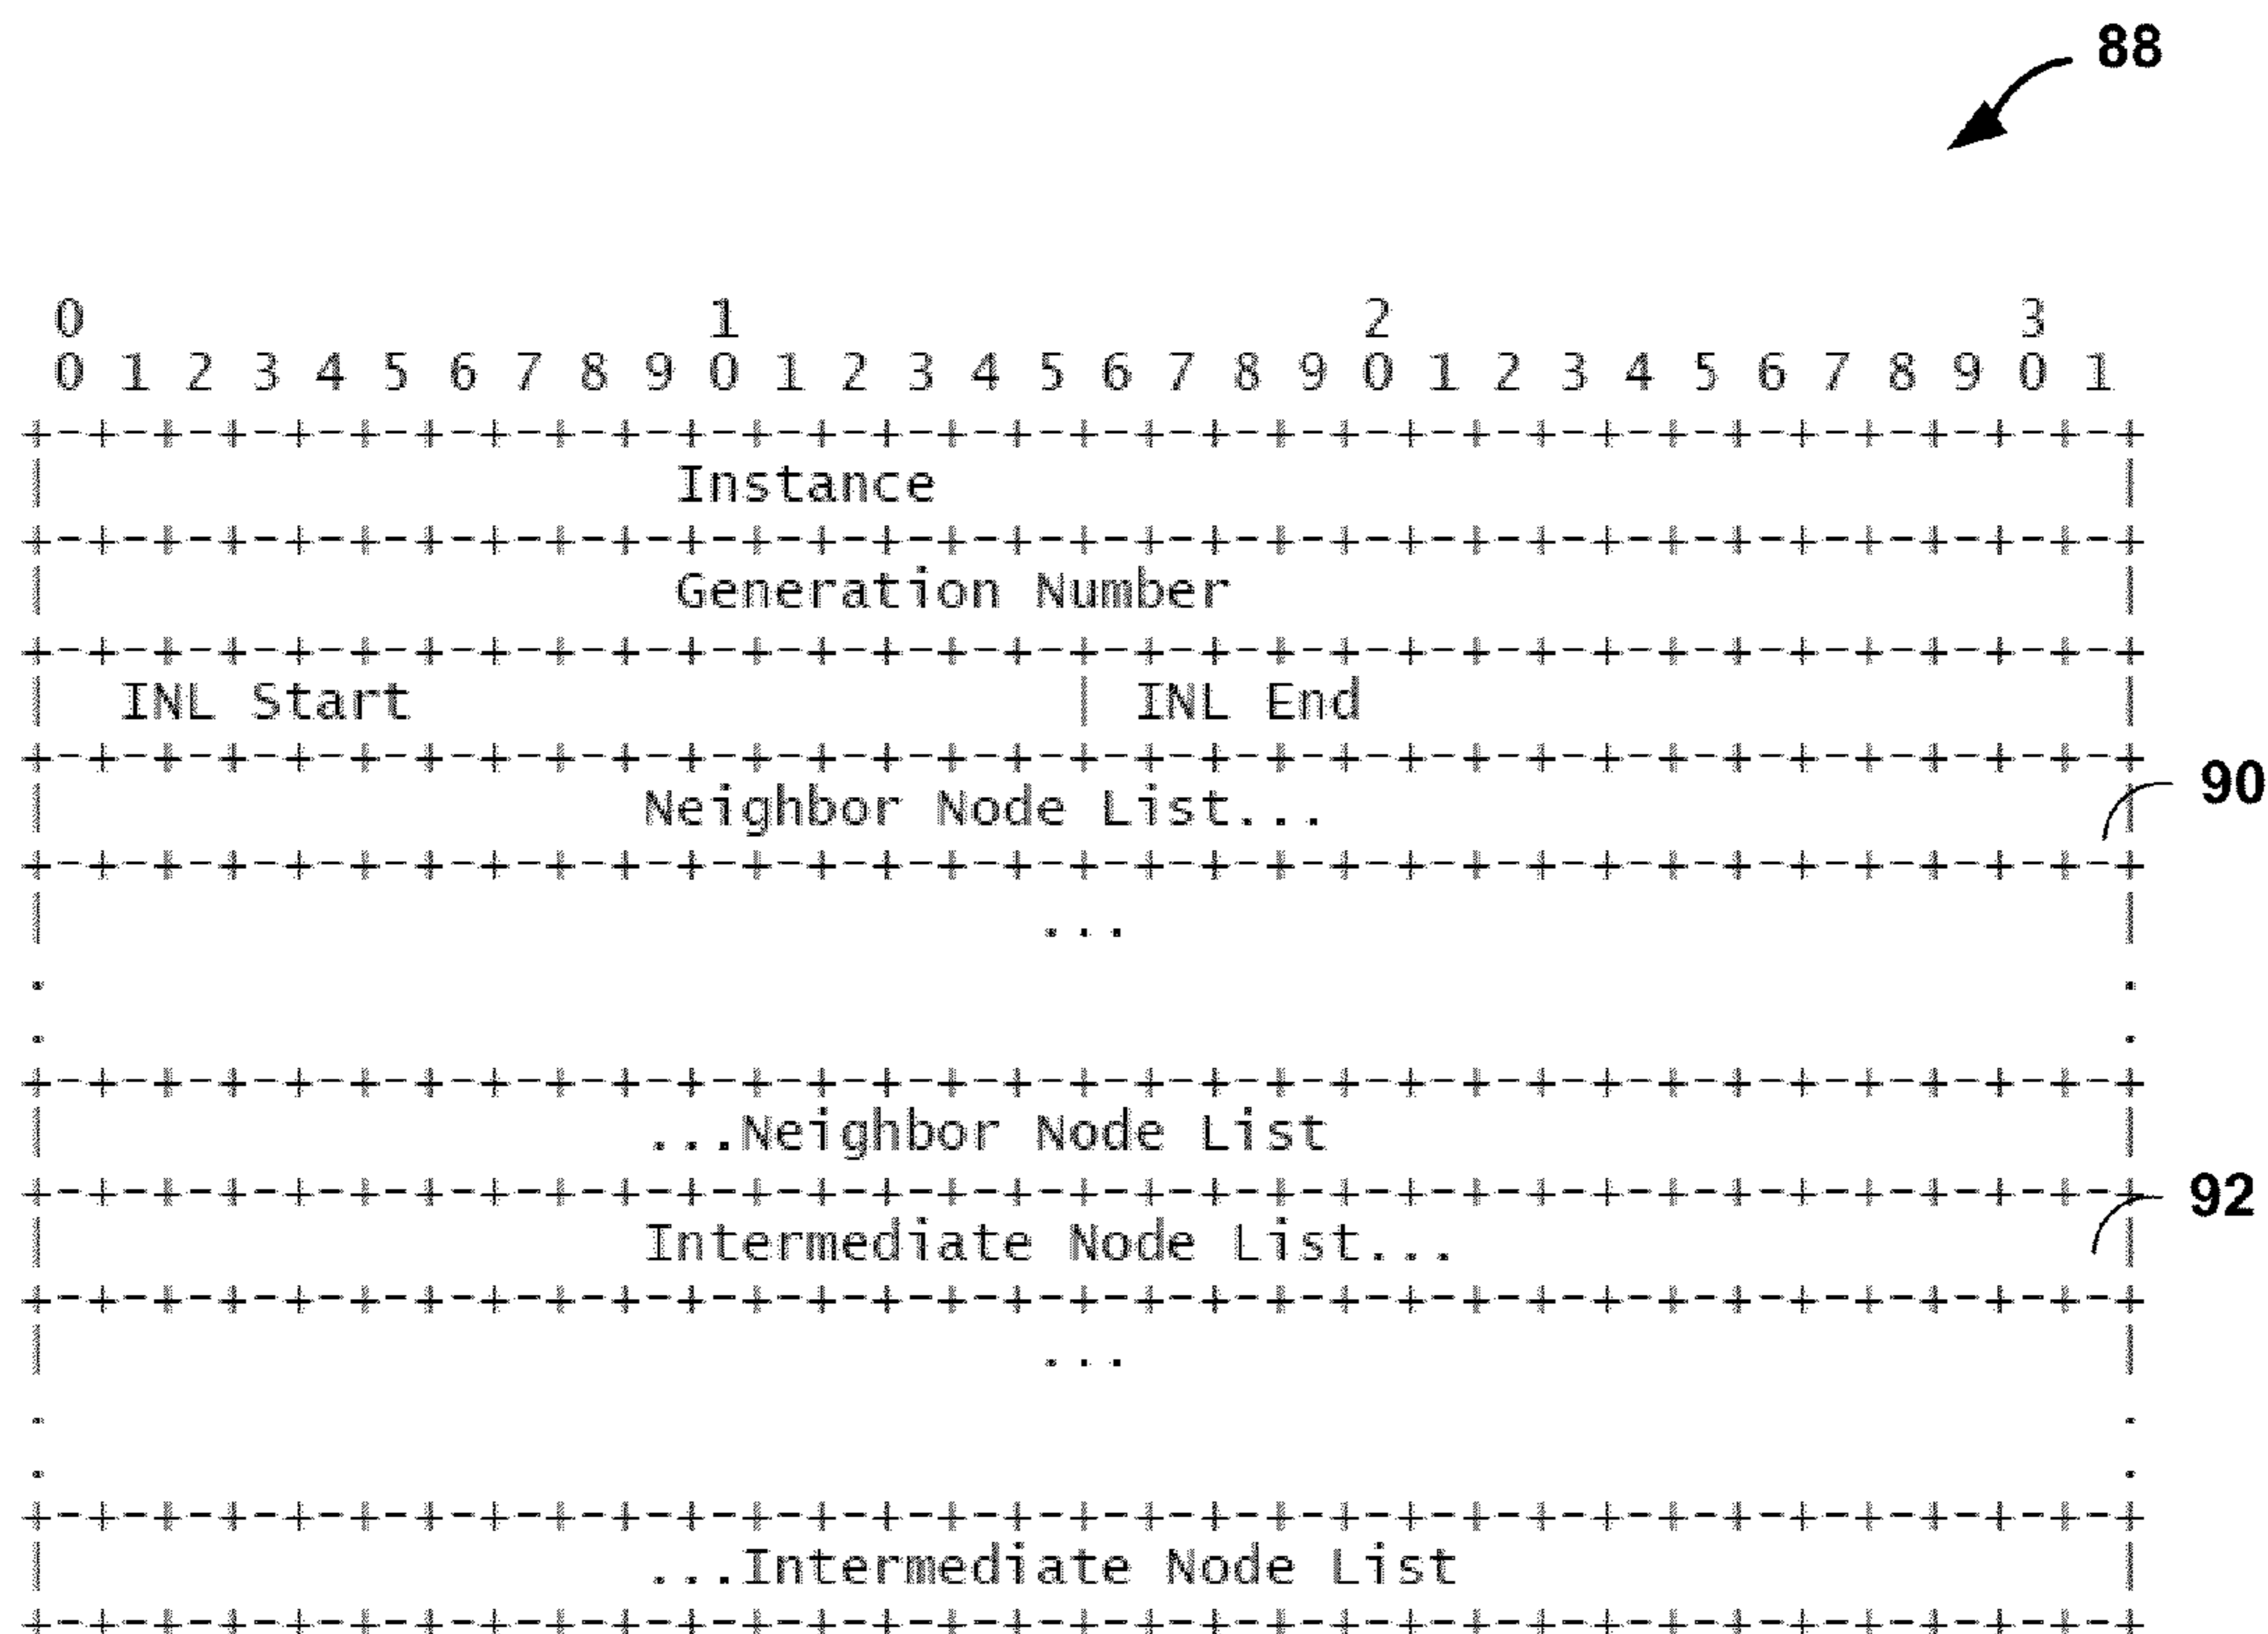 88
0                   1                   2                   3
0 1 2 3 4 5 6 7 8 9 0 1 2 3 4 5 6 7 8 9 0 1 2 3 4 5 6 7 8 9 0 1
+-+-+-+-+-+-+-+-+-+-+-+-+-+-+-+-+-+-+-+-+-+-+-+-+-+-+-+-+-+-+-+-+
| Instance |
+-+-+-+-+-+-+-+-+-+-+-+-+-+-+-+-+-+-+-+-+-+-+-+-+-+-+-+-+-+-+-+-+
| Generation Number |
+-+-+-+-+-+-+-+-+-+-+-+-+-+-+-+-+-+-+-+-+-+-+-+-+-+-+-+-+-+-+-+-+
| INL Start | INL End |
+-+-+-+-+-+-+-+-+-+-+-+-+-+-+-+-+-+-+-+-+-+-+-+-+-+-+-+-+-+-+-+-+
| Neighbor Node List... | 90
+-+-+-+-+-+-+-+-+-+-+-+-+-+-+-+-+-+-+-+-+-+-+-+-+-+-+-+-+-+-+-+-+
| ... |
. .
. .
+-+-+-+-+-+-+-+-+-+-+-+-+-+-+-+-+-+-+-+-+-+-+-+-+-+-+-+-+-+-+-+-+
| ...Neighbor Node List |
+-+-+-+-+-+-+-+-+-+-+-+-+-+-+-+-+-+-+-+-+-+-+-+-+-+-+-+-+-+-+-+-+ 92
| Intermediate Node List... |
+-+-+-+-+-+-+-+-+-+-+-+-+-+-+-+-+-+-+-+-+-+-+-+-+-+-+-+-+-+-+-+-+
| ... |
. .
. .
+-+-+-+-+-+-+-+-+-+-+-+-+-+-+-+-+-+-+-+-+-+-+-+-+-+-+-+-+-+-+-+-+
| ...Intermediate Node List |
+-+-+-+-+-+-+-+-+-+-+-+-+-+-+-+-+-+-+-+-+-+-+-+-+-+-+-+-+-+-+-+-+